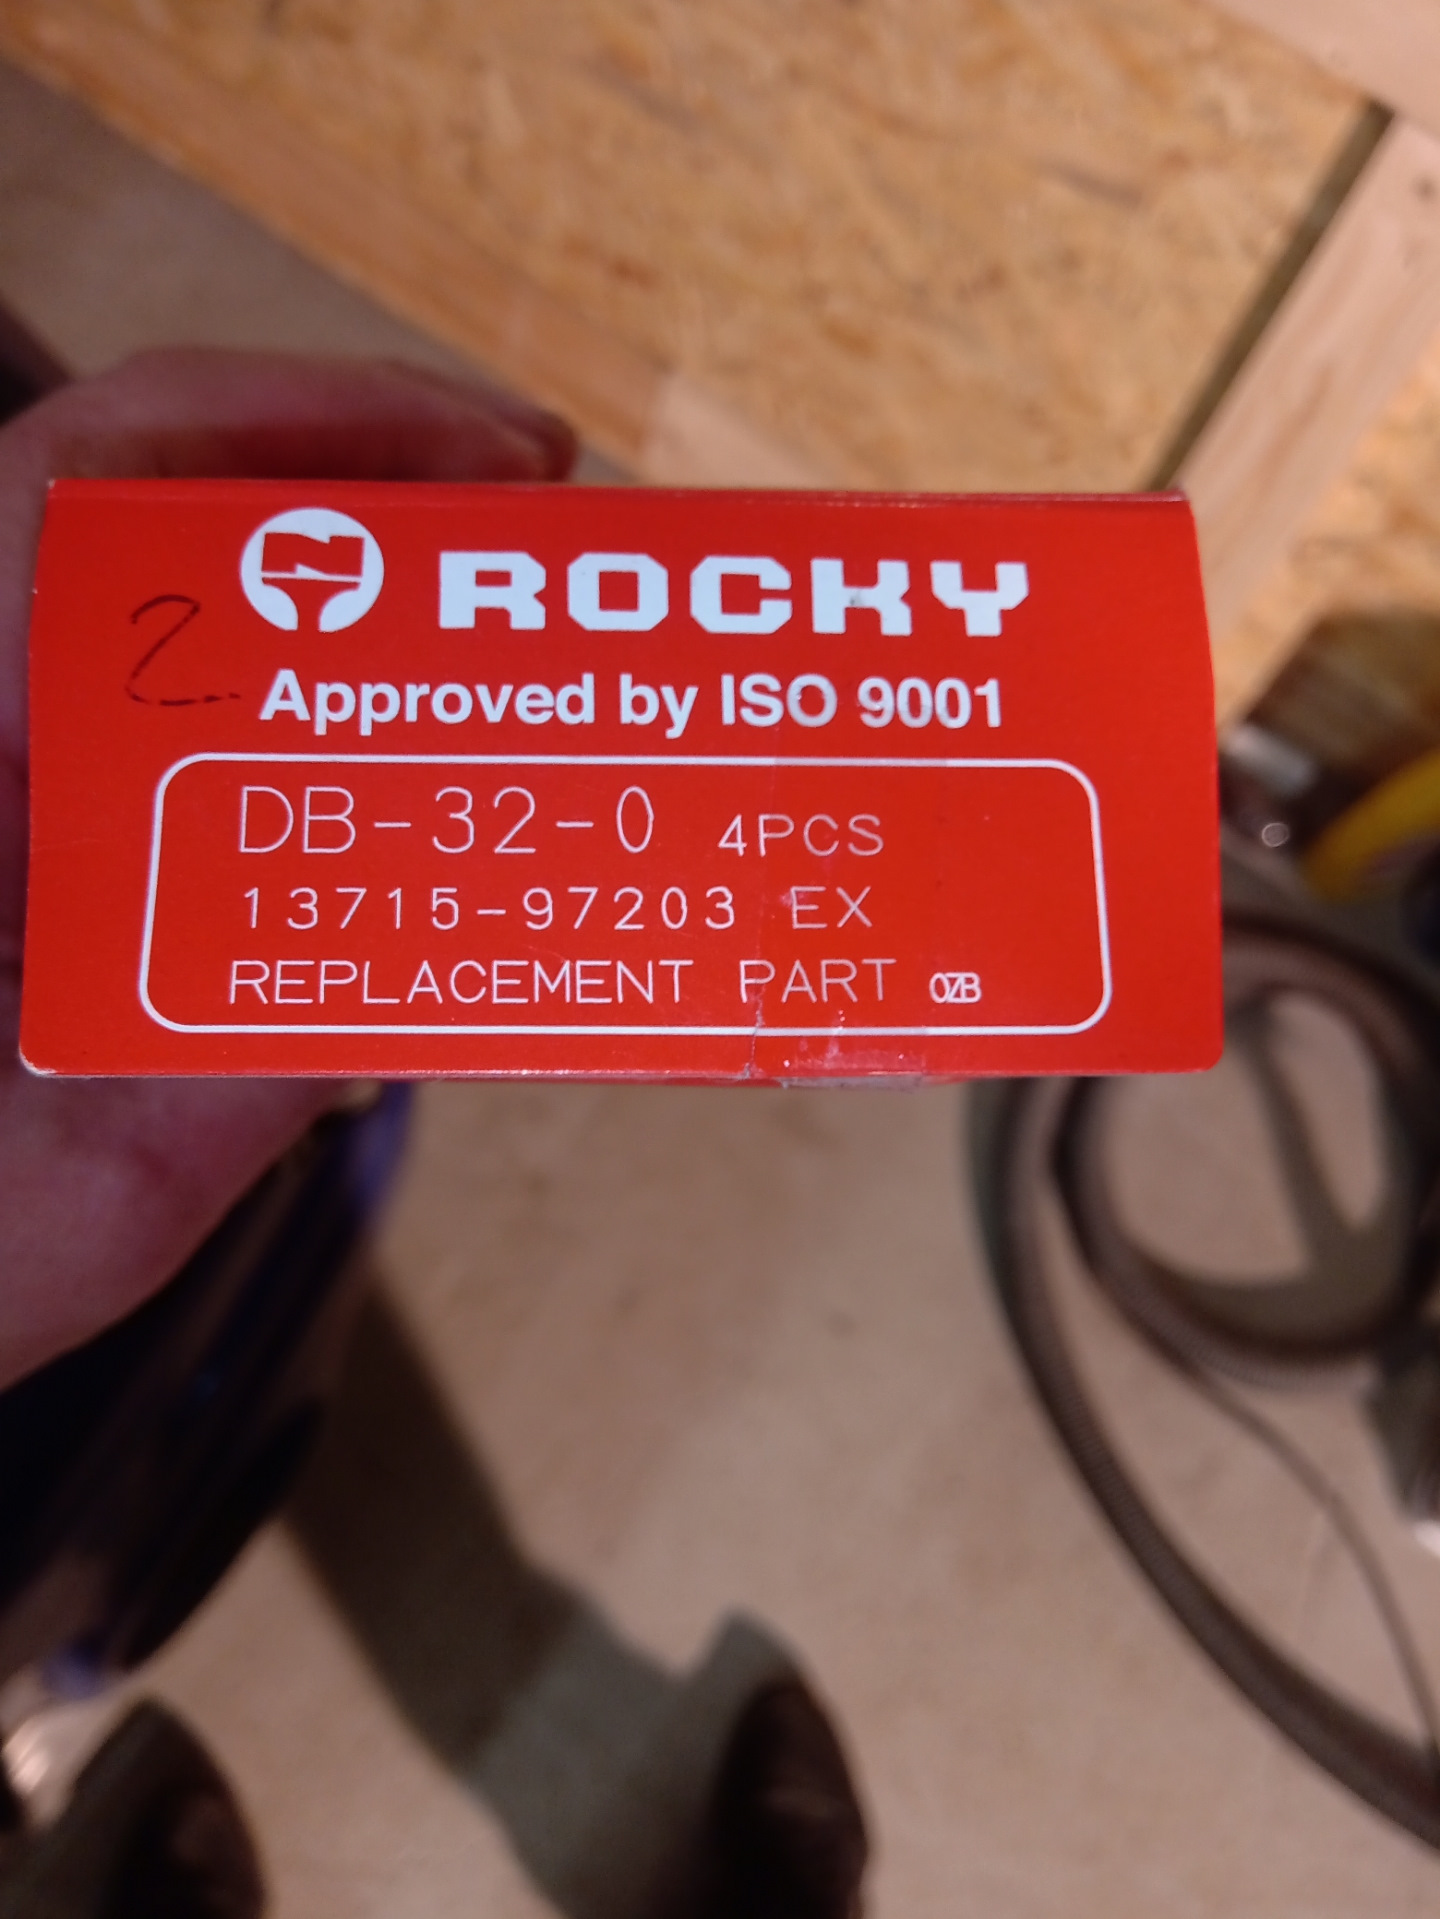 ROCKY
2
Approved by ISO 9001
DB-32-0 4PCS
13715-97203 EX
REPLACEMENT PART OZB